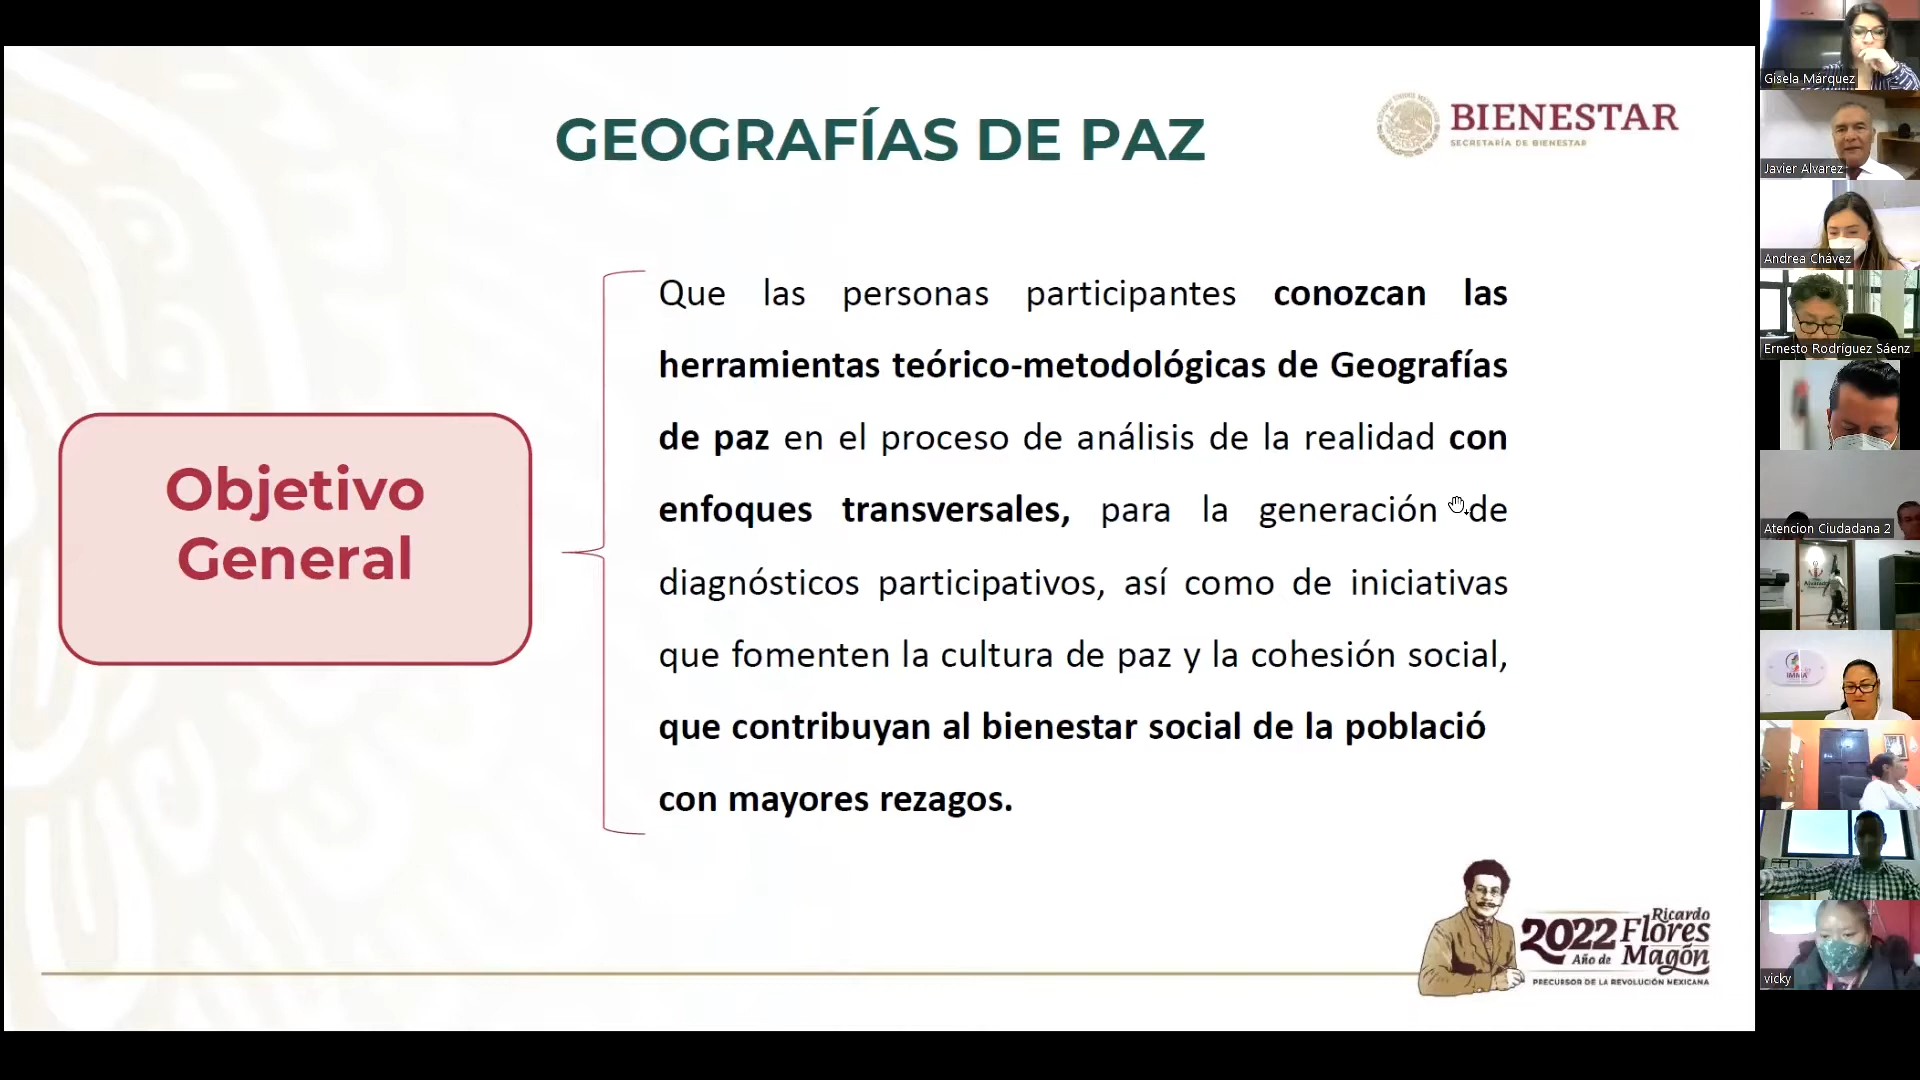 GEOGRAFÍAS DE PAZ
BIENESTAR
SECRETARÍA DE BIENESTAR
Objetivo
General
Que las personas participantes conozcan las
herramientas teórico-metodológicas de Geografías
de paz en el proceso de análisis de la realidad con
enfoques transversales, para la generación de
diagnósticos participativos, así como de iniciativas
que fomenten la cultura de paz y la cohesión social,
que contribuyan al bienestar social de la població
con mayores rezagos.
2022 Ricardo
Flores
Año de Magón
PRECURSOR DE LA REVOLUCIÓN MEXICANA
Gisela Márquez
Javier Alvarez
Andrea Chávez
Ernesto Rodríguez Sáenz
Atencion Ciudadana 2
IMMA
vicky